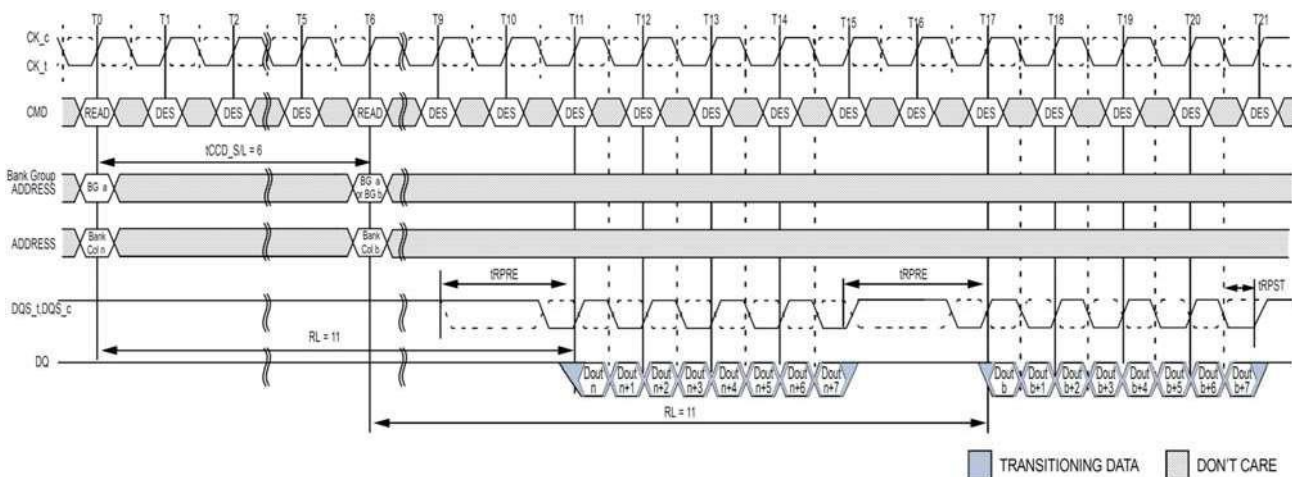 T0 T1 T2 T5 T6 T9 T10 T11 T12 T13 T14 T15 T16 T17 T18 T19 T20 T21
CK_c
CK_t
CMD READ DES DES DES READ DES DES DES DES DES DES DES DES DES DES DES DES DES
tCCD_S/L = 6
Bank Group
ADDRESS
BG a
BG a
or BG b
ADDRESS
Bank
Col n
Bank
Col b
tRPRE
tRPRE
tRPST
DQS_t,DQS_c
RL = 11
DQ
Dout Dout Dout Dout Dout Dout Dout Dout Dout Dout Dout Dout Dout Dout Dout Dout
n n+1 n+2 n+3 n+4 n+5 n+6 n+7 b b+1 b+2 b+3 b+4 b+5 b+6 b+7
RL = 11
TRANSITIONING DATA
DON'T CARE